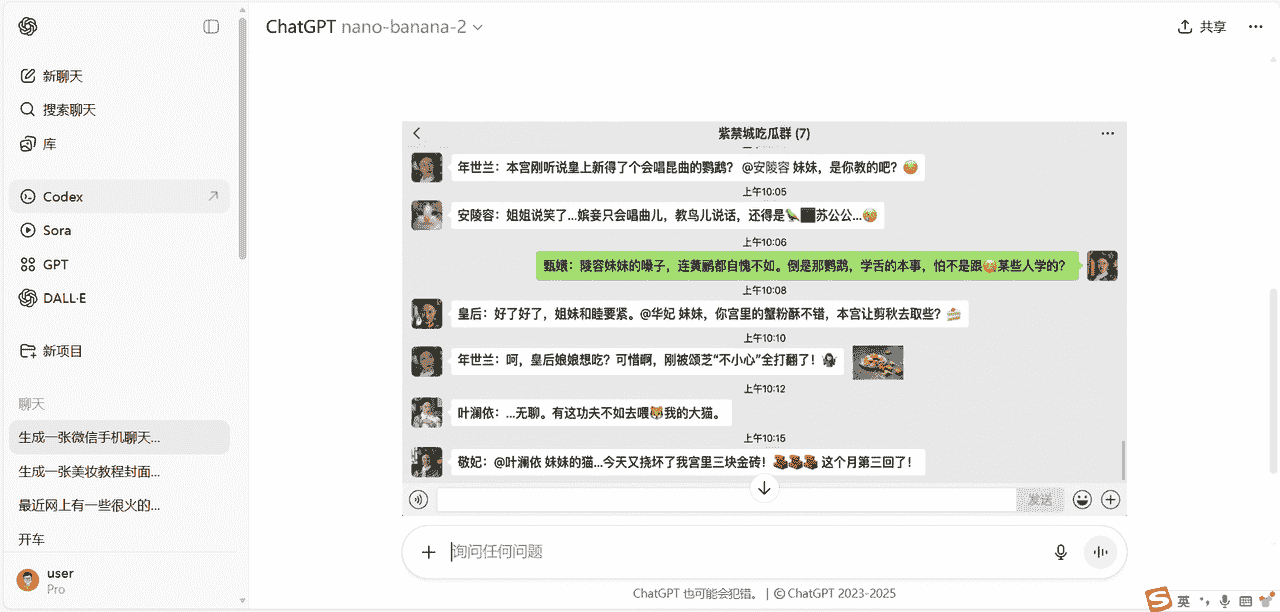 ChatGPT nano-banana-2
共享
新聊天
搜索聊天
库
Codex
Sora
GPT
DALL·E
新项目
聊天
生成一张微信手机聊天...
生成一张美妆教程封面...
最近网上有一些很火的...
开车
user
Pro
紫禁城吃瓜群 (7)
年世兰：本宫刚听说皇上新得了个会唱昆曲的鹦鹉？ @安陵容 妹妹，是你教的吧？
上午10:05
安陵容：姐姐说笑了...嫔妾只会唱曲儿，教鸟儿说话，还得是苏公公...
上午10:06
甄嬛：陵容妹妹的嗓子，连黄鹂都自愧不如。倒是那鹦鹉，学舌的本事，怕不是跟某些人学的？
上午10:08
皇后：好了好了，姐妹和睦要紧。@华妃 妹妹，你宫里的蟹粉酥不错，本宫让剪秋去取些？
上午10:10
年世兰：呵，皇后娘娘想吃？可惜啊，刚被颂芝“不小心”全打翻了！
上午10:12
叶澜依：...无聊。有这功夫不如去喂我的大猫。
上午10:15
敬妃：@叶澜依 妹妹的猫...今天又挠坏了我宫里三块金砖！ 这个月第三回了！
发送
询问任何问题
ChatGPT 也可能会犯错。 | © ChatGPT 2023-2025
英